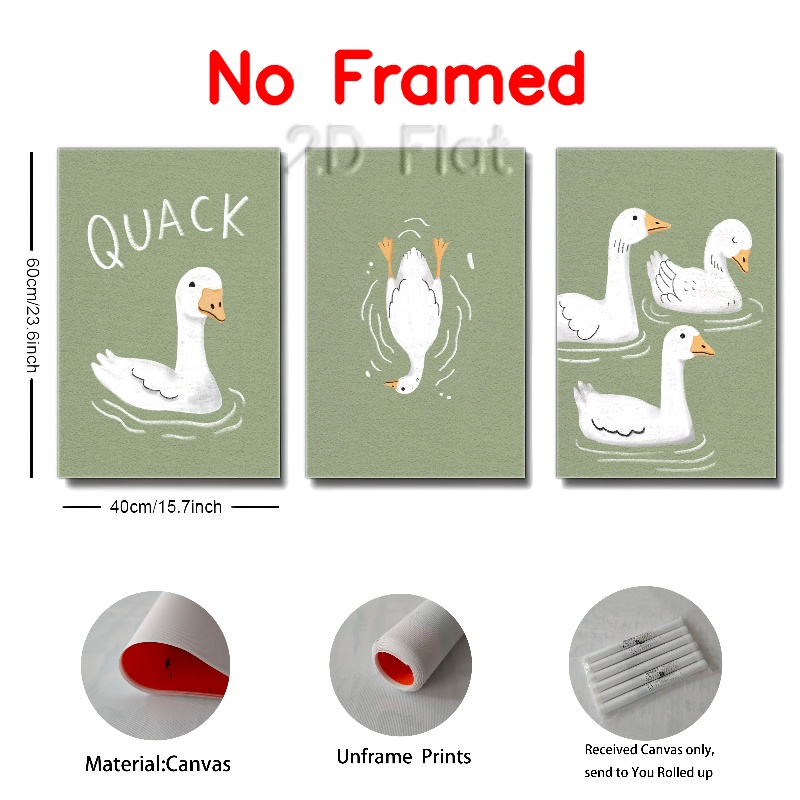 No Framed
2D Flat
QUACK
60cm/23.6inch
40cm/15.7inch
Material:Canvas
Unframe Prints
Received Canvas only,
send to You Rolled up